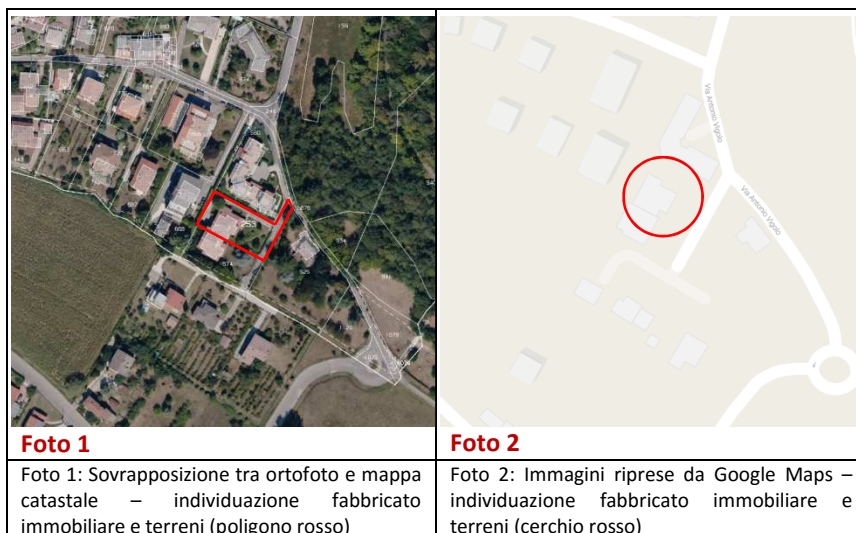 Via Antonio Vigolo
Via Antonio Vigolo
Foto 1
Foto 2
Foto 1: Sovrapposizione tra ortofoto e mappa
catastale – individuazione fabbricato
immobiliare e terreni (poligono rosso)
Foto 2: Immagini riprese da Google Maps –
individuazione fabbricato immobiliare e
terreni (cerchio rosso)